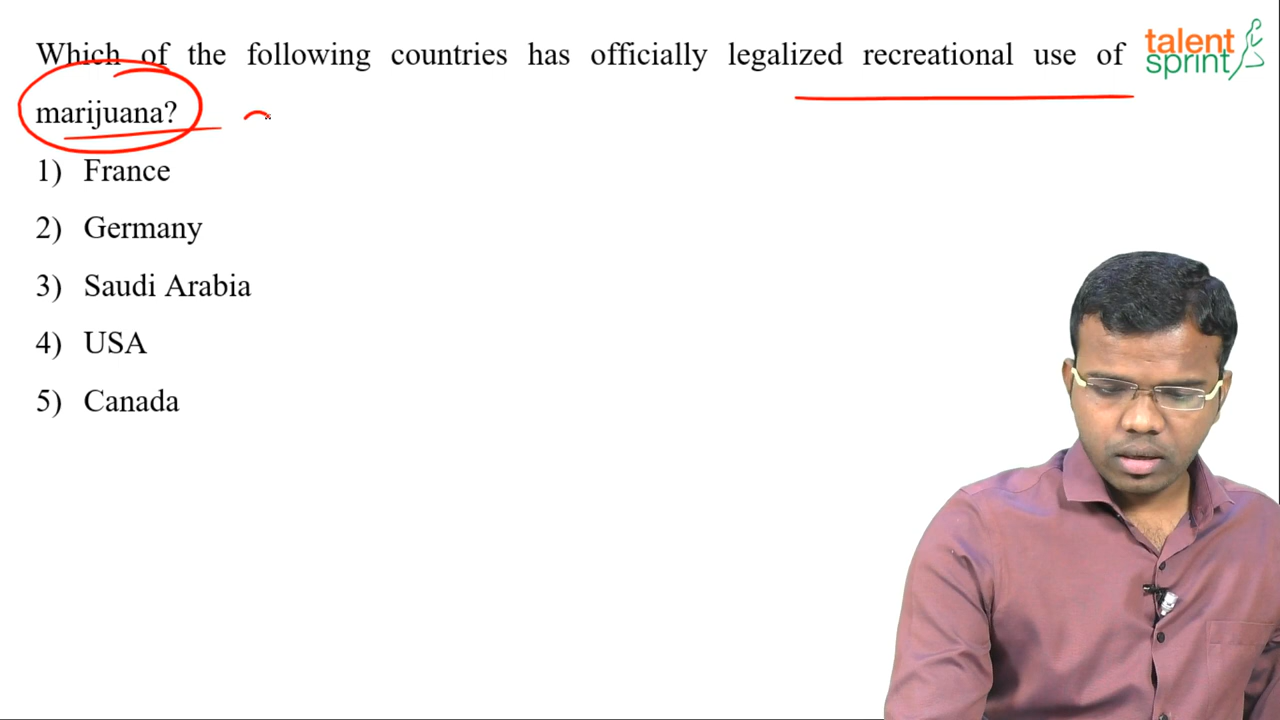 Which of the following countries has officially legalized recreational use of
marijuana?
1) France
2) Germany
3) Saudi Arabia
4) USA
5) Canada
talent
sprint